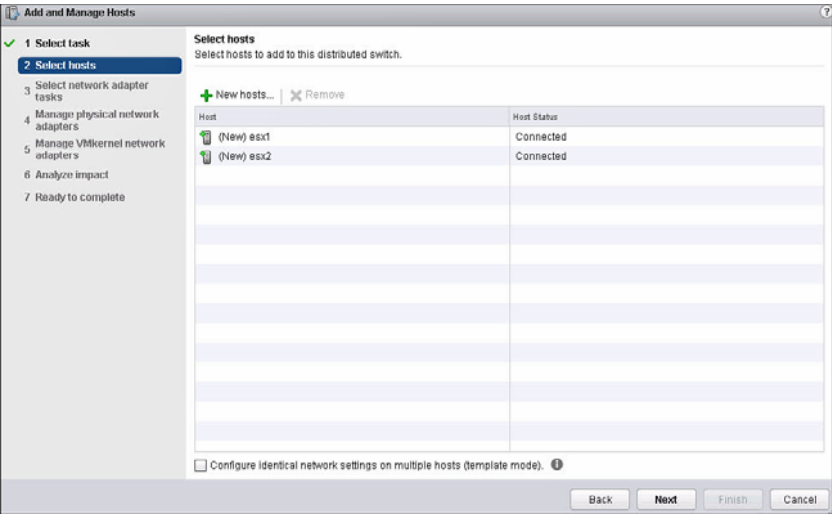 Add and Manage Hosts
?
1 Select task
2 Select hosts
3 Select network adapter
tasks
4 Manage physical network
adapters
5 Manage VMkernel network
adapters
6 Analyze impact
7 Ready to complete
Select hosts
Select hosts to add to this distributed switch.
New hosts... | Remove
Host Host Status
(New) esx1 Connected
(New) esx2 Connected
Configure identical network settings on multiple hosts (template mode). i
Back Next Finish Cancel